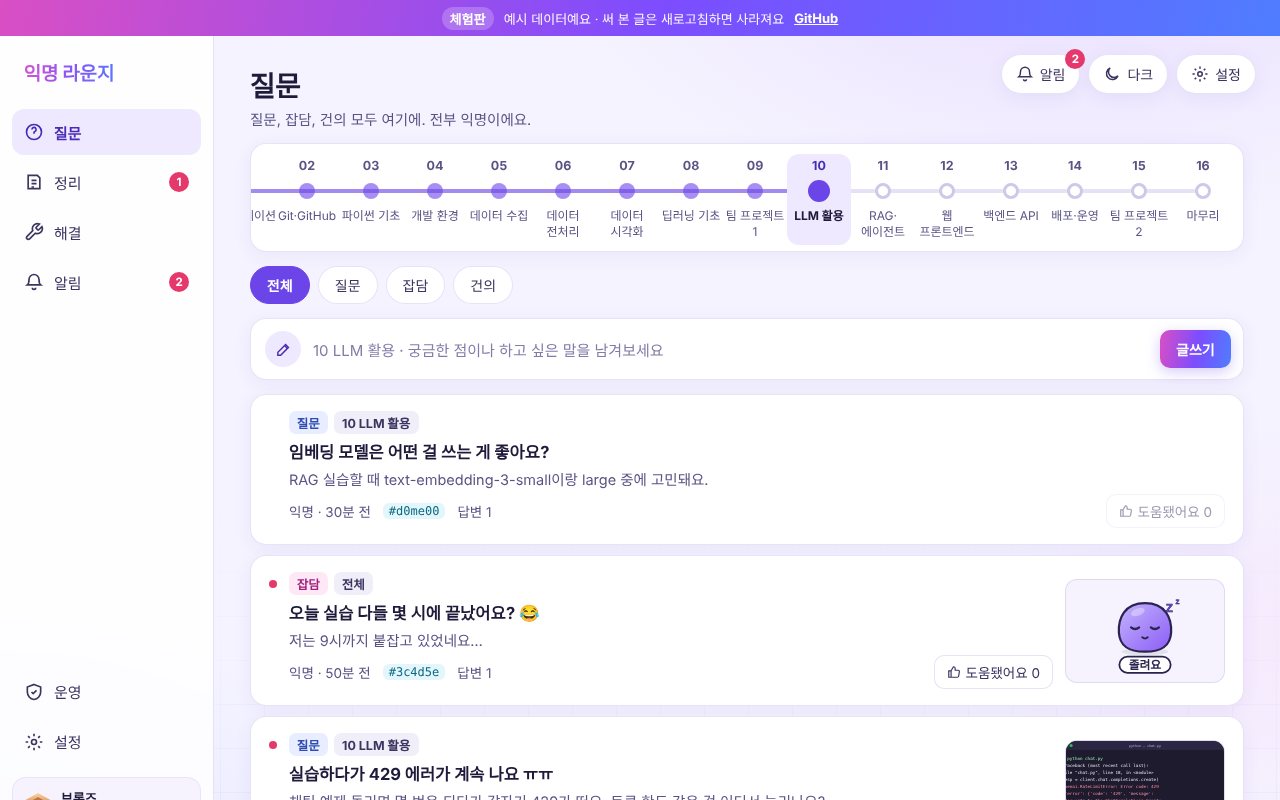 체험판 예시 데이터예요 · 써 본 글은 새로고침하면 사라져요 GitHub
익명 라운지
질문
정리 1
해결
알림 2
운영
설정
브론즈
질문
질문, 잡담, 건의 모두 여기에. 전부 익명이에요.
알림 2
다크
설정
02 Git·GitHub
03 파이썬 기초
04 개발 환경
05 데이터 수집
06 데이터 전처리
07 데이터 시각화
08 딥러닝 기초
09 팀 프로젝트 1
10 LLM 활용
11 RAG· 에이전트
12 웹 프론트엔드
13 백엔드 API
14 배포·운영
15 팀 프로젝트 2
16 마무리
전체 질문 잡담 건의
10 LLM 활용 · 궁금한 점이나 하고 싶은 말을 남겨보세요
글쓰기
질문 10 LLM 활용
임베딩 모델은 어떤 걸 쓰는 게 좋아요?
RAG 실습할 때 text-embedding-3-small이랑 large 중에 고민돼요.
익명 · 30분 전 #d0me00 답변 1
도움됐어요 0
잡담 전체
오늘 실습 다들 몇 시에 끝났어요? 😂
저는 9시까지 붙잡고 있었네요…
익명 · 50분 전 #3c4d5e 답변 1
도움됐어요 0
z z
졸려요
질문 10 LLM 활용
실습하다가 429 에러가 계속 나요 ㅠㅠ
python — chat.py
python chat.py